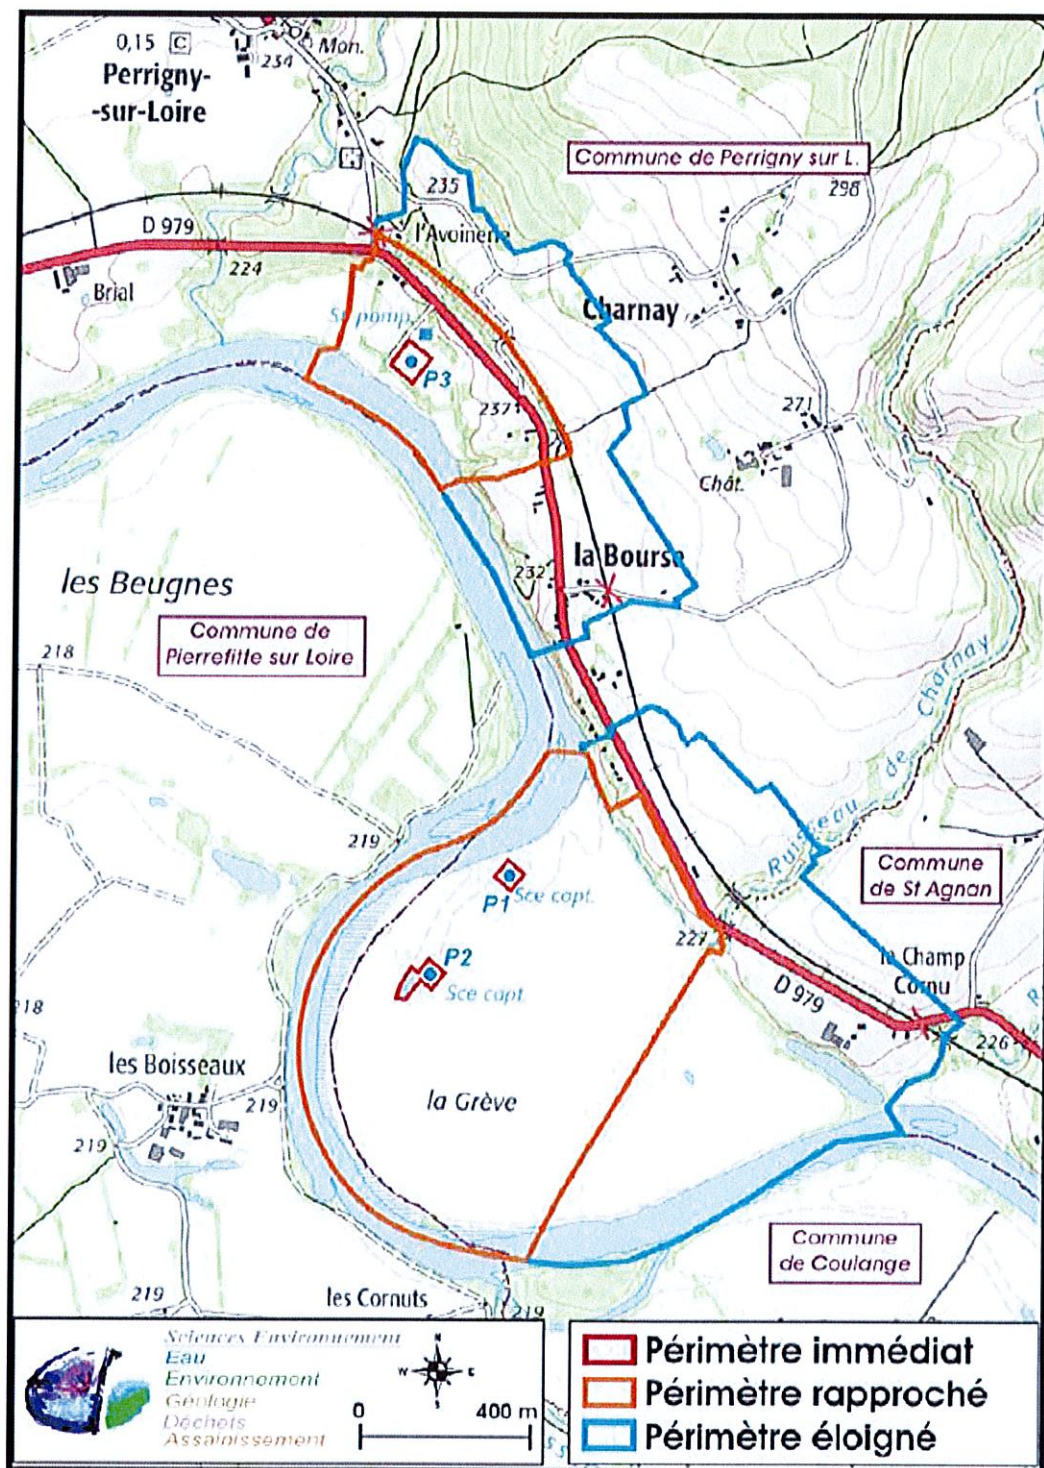 0,15 C
Mon.
234
Perrigny-
-sur-Loire
Commune de Perrigny sur L.
235
298
D 979
l'Avoinerie
224
Brial
Charnay
St pomp.
P3
237
271
Chât.
la Bourse
232
les Beugnes
Commune de
Pierrefitte sur Loire
218
Ruisseau de Charnay
219
Commune
de St Agnan
P1
Sce capt.
227
P2
Sce capt.
la Champ
Cornu
D 979
218
226
les Boisseaux
219
la Grève
219
Commune
de Coulange
219
les Cornuts
219
Sciences Environnement
Eau
Environnement
Géologie
Déchets
Assainissement
N
W
E
S
0
400 m
Périmètre immédiat
Périmètre rapproché
Périmètre éloigné